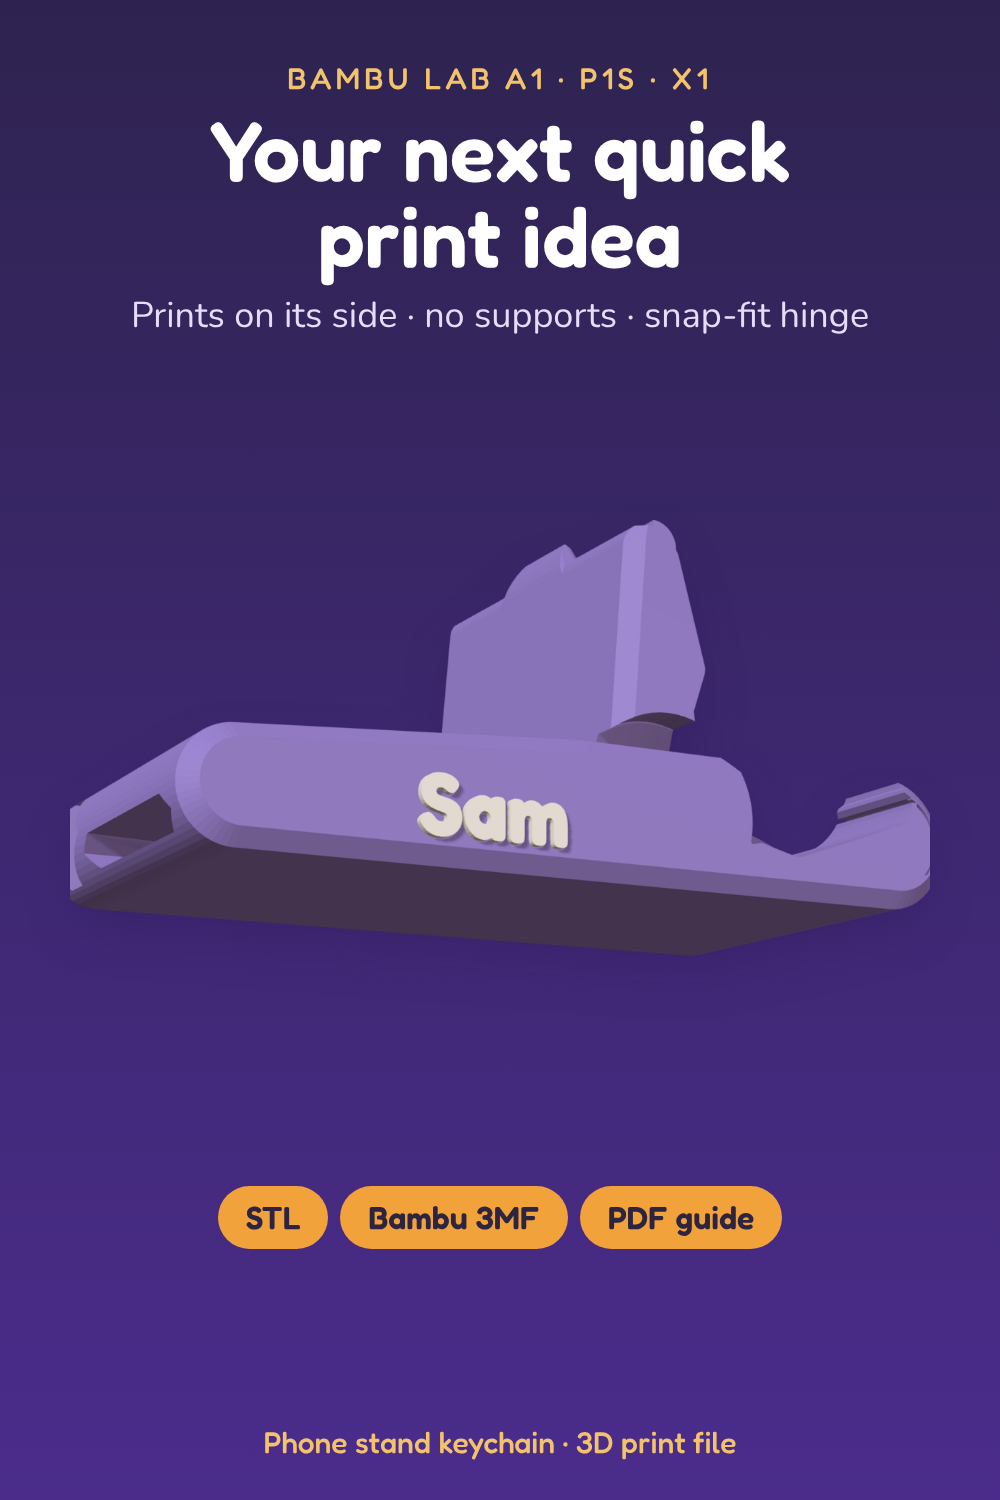 BAMBU LAB A1 · P1S · X1
Your next quick
print idea
Prints on its side · no supports · snap-fit hinge
Sam
STL
Bambu 3MF
PDF guide
Phone stand keychain · 3D print file